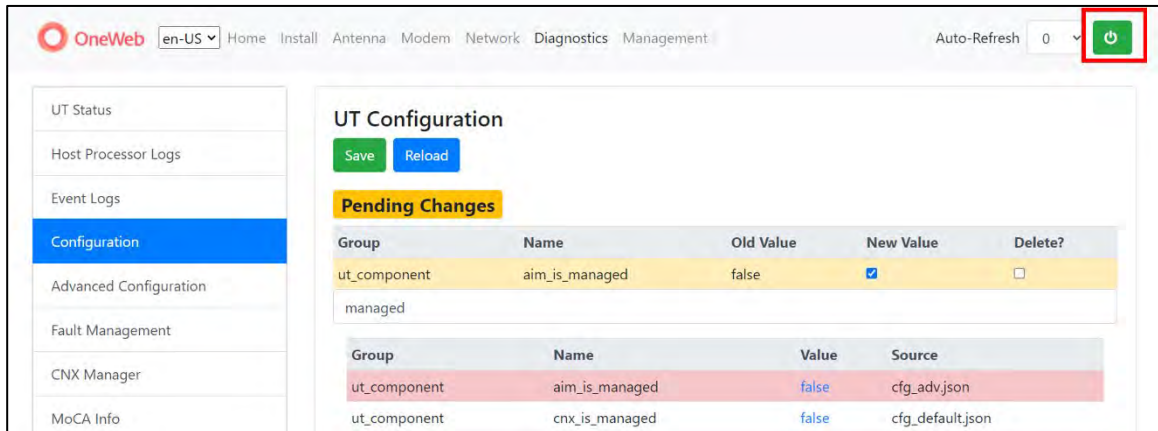 OneWeb en-US Home Install Antenna Modem Network Diagnostics Management Auto-Refresh 0
UT Status
Host Processor Logs
Event Logs
Configuration
Advanced Configuration
Fault Management
CNX Manager
MoCA Info
UT Configuration
Save Reload
Pending Changes
Group Name Old Value New Value Delete?
ut_component aim_is_managed false
managed
Group Name Value Source
ut_component aim_is_managed false cfg_adv.json
ut_component cnx_is_managed false cfg_default.json